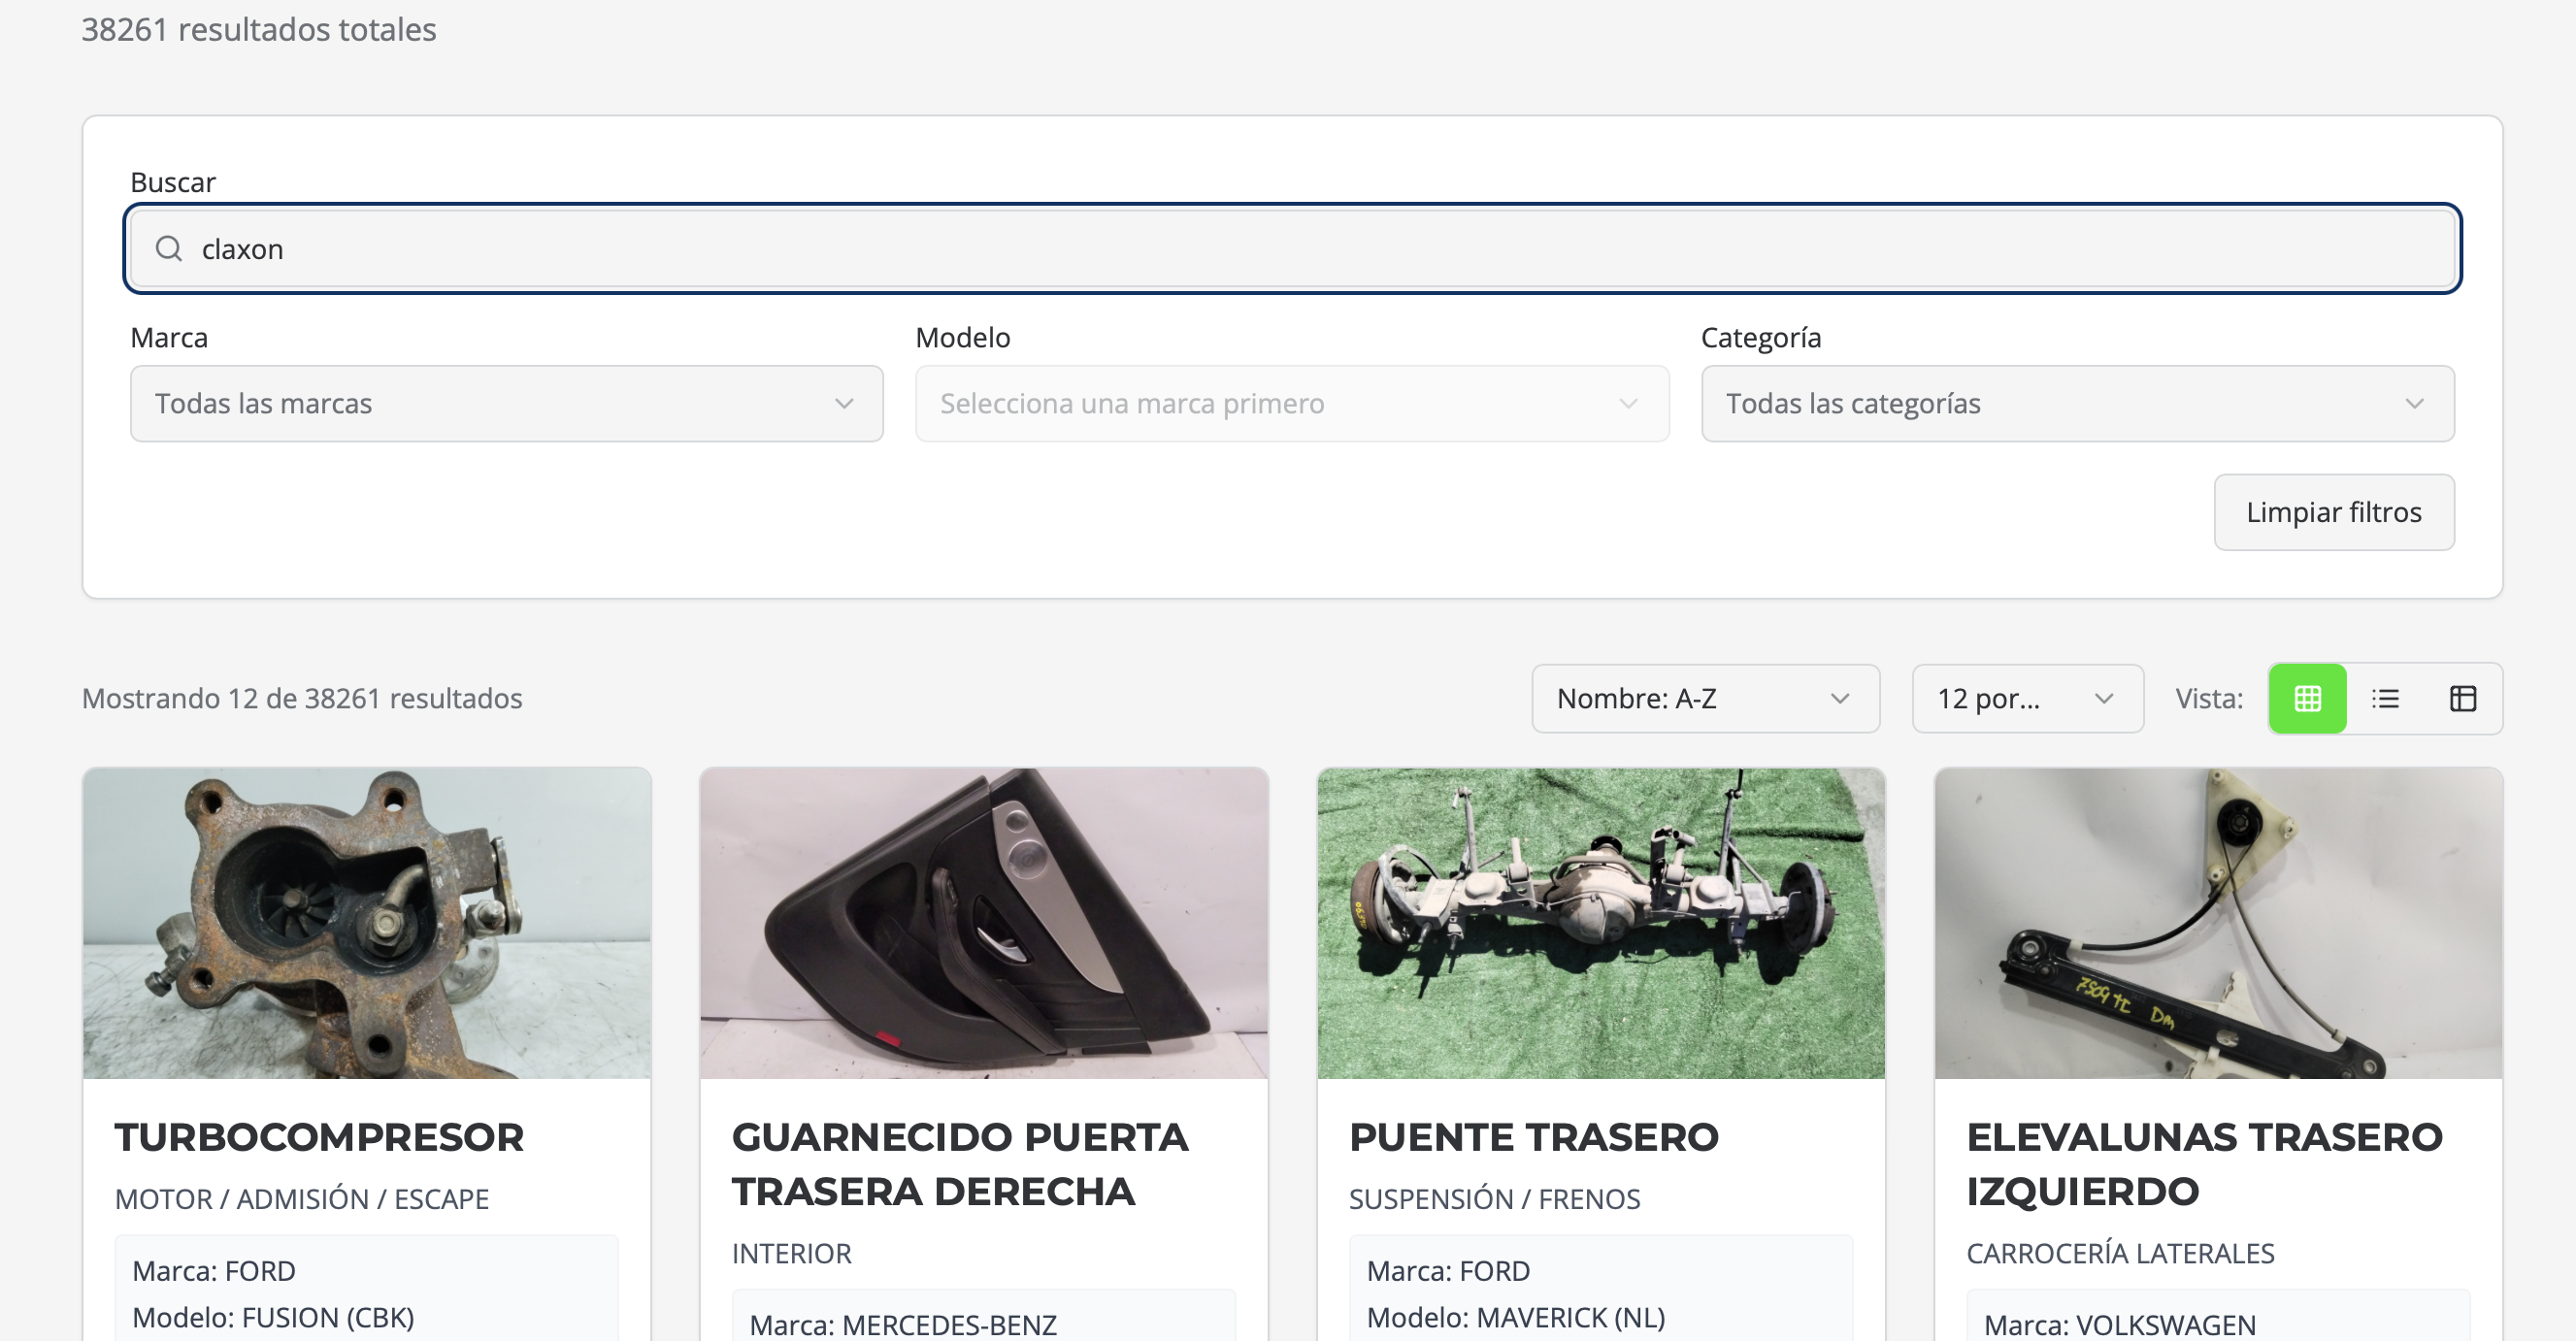 38261 resultados totales
Buscar
claxon
Marca
Modelo
Categoría
Todas las marcas
Selecciona una marca primero
Todas las categorías
Limpiar filtros
Mostrando 12 de 38261 resultados
Nombre: A-Z
12 por...
Vista:
7509 TC DM
TURBOCOMPRESOR
MOTOR / ADMISIÓN / ESCAPE
Marca: FORD
Modelo: FUSION (CBK)
GUARNECIDO PUERTA
TRASERA DERECHA
INTERIOR
Marca: MERCEDES-BENZ
PUENTE TRASERO
SUSPENSIÓN / FRENOS
Marca: FORD
Modelo: MAVERICK (NL)
ELEVALUNAS TRASERO
IZQUIERDO
CARROCERÍA LATERALES
Marca: VOLKSWAGEN